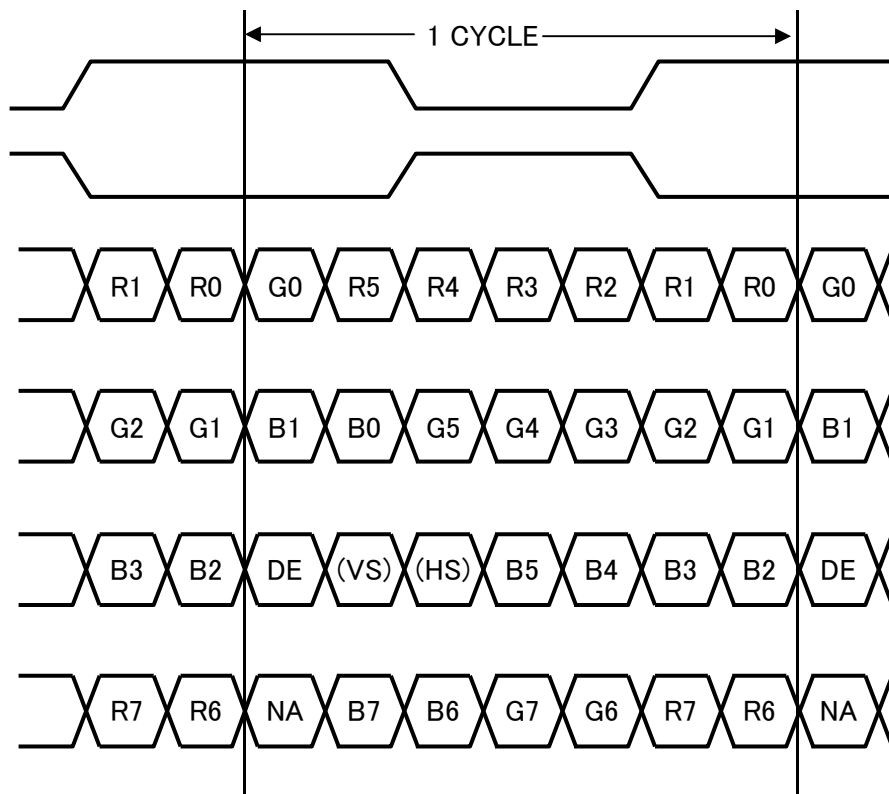 1 CYCLE
R1 R0 G0 R5 R4 R3 R2 R1 R0 G0
G2 G1 B1 B0 G5 G4 G3 G2 G1 B1
B3 B2 DE (VS) (HS) B5 B4 B3 B2 DE
R7 R6 NA B7 B6 G7 G6 R7 R6 NA